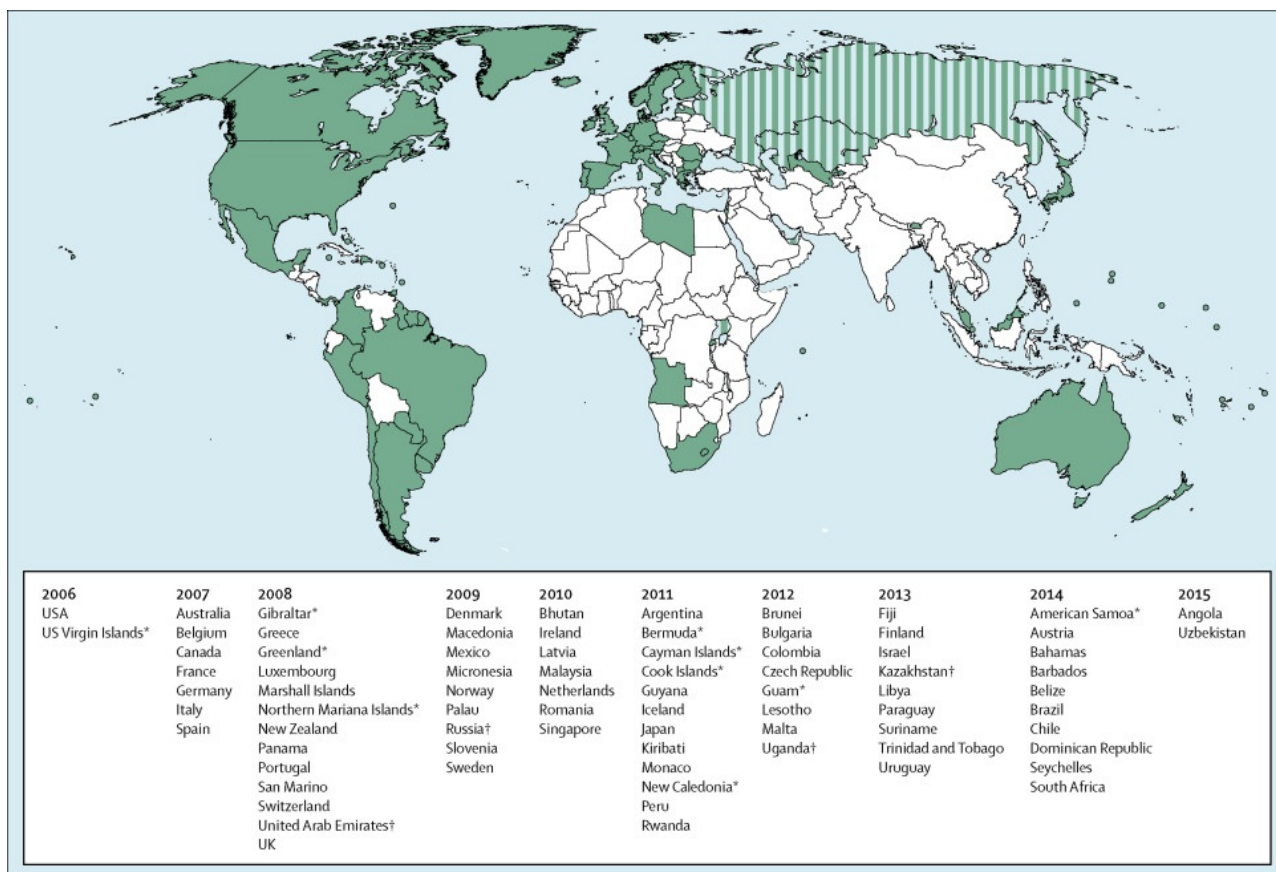 2006
USA
US Virgin Islands*
2007
Australia
Belgium
Canada
France
Germany
Italy
Spain
2008
Gibraltar*
Greece
Greenland*
Luxembourg
Marshall Islands
Northern Mariana Islands*
New Zealand
Panama
Portugal
San Marino
Switzerland
United Arab Emirates†
UK
2009
Denmark
Macedonia
Mexico
Micronesia
Norway
Palau
Russia†
Slovenia
Sweden
2010
Bhutan
Ireland
Latvia
Malaysia
Netherlands
Romania
Singapore
2011
Argentina
Bermuda*
Cayman Islands*
Cook Islands*
Guyana
Iceland
Japan
Kiribati
Monaco
New Caledonia*
Peru
Rwanda
2012
Brunei
Bulgaria
Colombia
Czech Republic
Guam*
Lesotho
Malta
Uganda†
2013
Fiji
Finland
Israel
Kazakhstan†
Libya
Paraguay
Suriname
Trinidad and Tobago
Uruguay
2014
American Samoa*
Austria
Bahamas
Barbados
Belize
Brazil
Chile
Dominican Republic
Seychelles
South Africa
2015
Angola
Uzbekistan